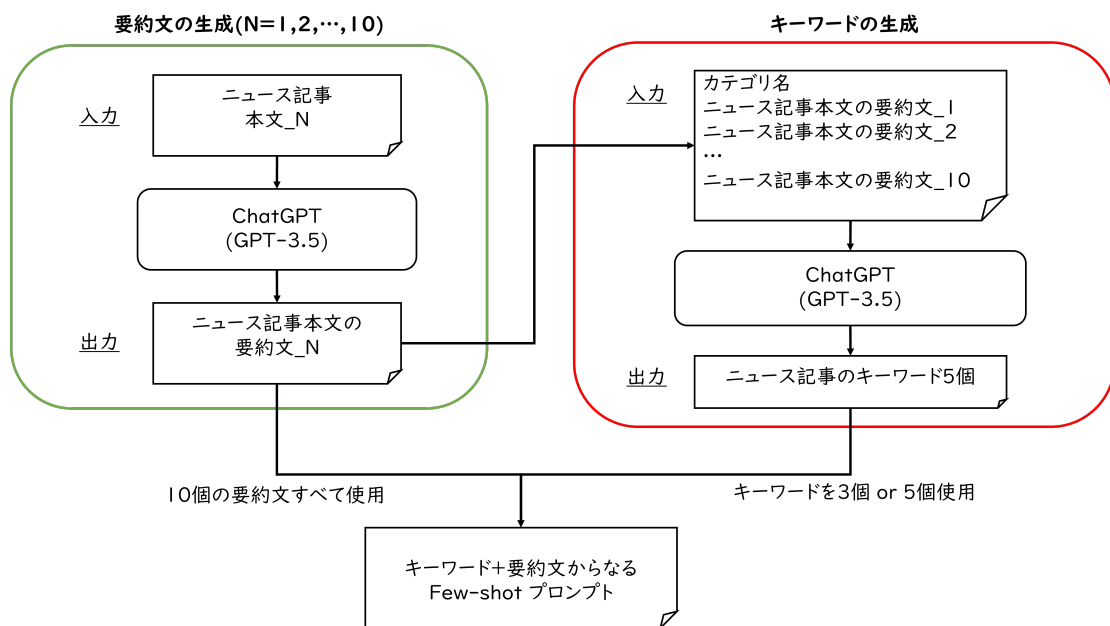 要約文の生成(N=1,2,…,10)
入力
ニュース記事
本文_N
ChatGPT
(GPT-3.5)
出力
ニュース記事本文の
要約文_N
キーワードの生成
入力
カテゴリ名
ニュース記事本文の要約文_1
ニュース記事本文の要約文_2
…
ニュース記事本文の要約文_10
ChatGPT
(GPT-3.5)
出力
ニュース記事のキーワード5個
10個の要約文すべて使用
キーワードを3個 or 5個使用
キーワード+要約文からなる
Few-shot プロンプト